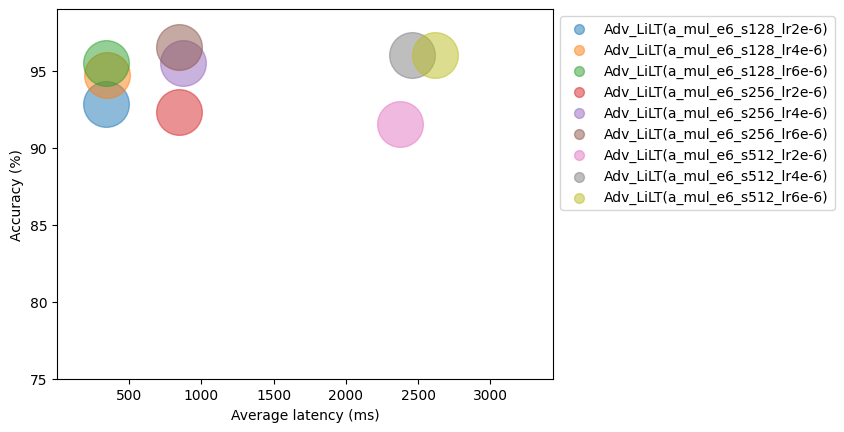 95
90
85
80
75
Accuracy (%)
500
1000
1500
2000
2500
3000
Average latency (ms)
Adv_LiLT(a_mul_e6_s128_lr2e-6)
Adv_LiLT(a_mul_e6_s128_lr4e-6)
Adv_LiLT(a_mul_e6_s128_lr6e-6)
Adv_LiLT(a_mul_e6_s256_lr2e-6)
Adv_LiLT(a_mul_e6_s256_lr4e-6)
Adv_LiLT(a_mul_e6_s256_lr6e-6)
Adv_LiLT(a_mul_e6_s512_lr2e-6)
Adv_LiLT(a_mul_e6_s512_lr4e-6)
Adv_LiLT(a_mul_e6_s512_lr6e-6)